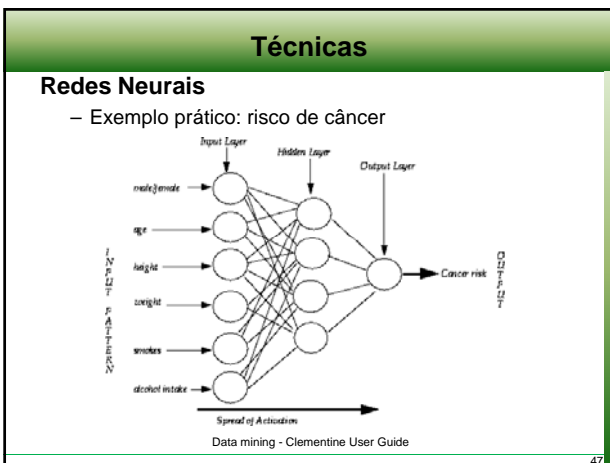 Técnicas
Redes Neurais
– Exemplo prático: risco de câncer
Input Layer
Hidden Layer
Output Layer
male/female
age
height
weight
smokes
alcohol intake
INPUT PATTERN
Cancer risk
OUTPUT
Spread of Activation
Data mining - Clementine User Guide
47